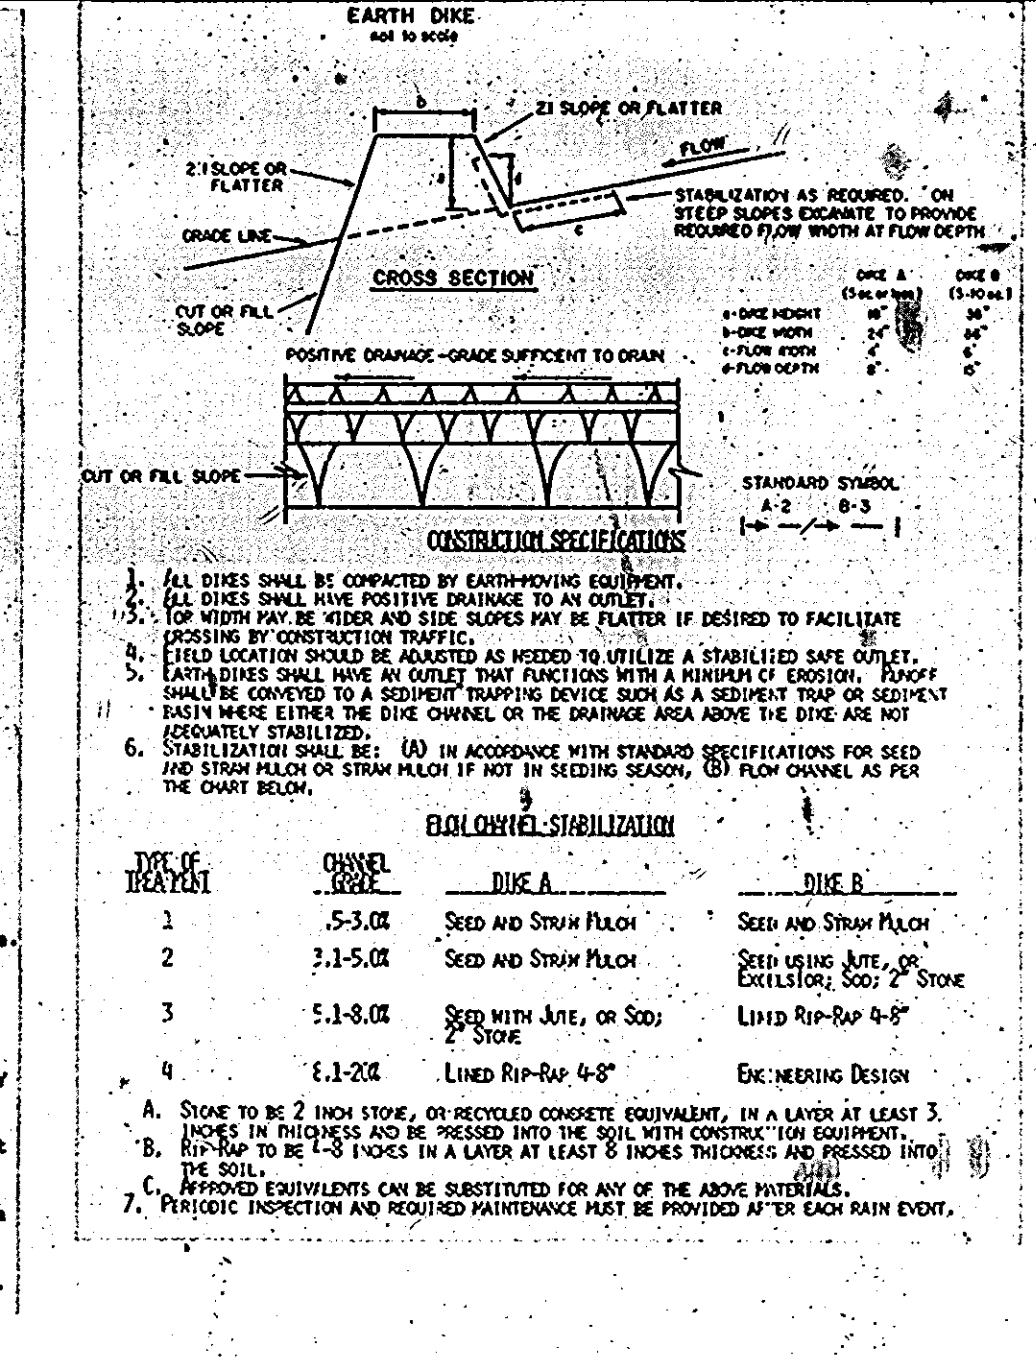 EARTH DIKE
not to scale
b
2:1 SLOPE OR FLATTER
FLOW
2:1 SLOPE OR
FLATTER
a
d
STABILIZATION AS REQUIRED. ON
STEEP SLOPES EXCAVATE TO PROVIDE
REQUIRED FLOW WIDTH AT FLOW DEPTH
c
GRADE LINE
CROSS SECTION
CUT OR FILL
SLOPE
DIKE A DIKE B
(5 ac. or less) (5-10 ac.)
a-DIKE HEIGHT 18" 36"
b-DIKE WIDTH 24" 36"
c-FLOW WIDTH 4' 6'
d-FLOW DEPTH 8" 15"
POSITIVE DRAINAGE-GRADE SUFFICIENT TO DRAIN
CUT OR FILL SLOPE
STANDARD SYMBOL
A-2 B-3
CONSTRUCTION SPECIFICATIONS
1. ALL DIKES SHALL BE COMPACTED BY EARTH-MOVING EQUIPMENT.
2. ALL DIKES SHALL HAVE POSITIVE DRAINAGE TO AN OUTLET.
3. TOP WIDTH MAY BE WIDER AND SIDE SLOPES MAY BE FLATTER IF DESIRED TO FACILITATE
CROSSING BY CONSTRUCTION TRAFFIC.
4. FIELD LOCATION SHOULD BE ADJUSTED AS NEEDED TO UTILIZE A STABILIZED SAFE OUTLET.
5. EARTH DIKES SHALL HAVE AN OUTLET THAT FUNCTIONS WITH A MINIMUM OF EROSION. RUNOFF
SHALL BE CONVEYED TO A SEDIMENT TRAPPING DEVICE SUCH AS A SEDIMENT TRAP OR SEDIMENT
BASIN WHERE EITHER THE DIKE CHANNEL OR THE DRAINAGE AREA ABOVE THE DIKE ARE NOT
ADEQUATELY STABILIZED.
6. STABILIZATION SHALL BE: (A) IN ACCORDANCE WITH STANDARD SPECIFICATIONS FOR SEED
AND STRAW MULCH OR STRAW MULCH IF NOT IN SEEDING SEASON, (B) FLOW CHANNEL AS PER
THE CHART BELOW.
FLOW CHANNEL STABILIZATION
TYPE OF CHANNEL
TREATMENT GRADE DIKE A DIKE B
1 .5-3.0% SEED AND STRAW MULCH SEED AND STRAW MULCH
2 3.1-5.0% SEED AND STRAW MULCH SEED USING JUTE, OR
EXCELSIOR; SOD; 2" STONE
3 5.1-8.0% SEED WITH JUTE, OR SOD; LINED RIP-RAP 4-8"
2" STONE
4 8.1-20% LINED RIP-RAP 4-8" ENGINEERING DESIGN
A. STONE TO BE 2 INCH STONE, OR RECYCLED CONCRETE EQUIVALENT, IN A LAYER AT LEAST 3
INCHES IN THICKNESS AND BE PRESSED INTO THE SOIL WITH CONSTRUCTION EQUIPMENT.
B. RIP-RAP TO BE 4-8 INCHES IN A LAYER AT LEAST 8 INCHES THICKNESS AND PRESSED INTO
THE SOIL.
C. APPROVED EQUIVALENTS CAN BE SUBSTITUTED FOR ANY OF THE ABOVE MATERIALS.
7. PERIODIC INSPECTION AND REQUIRED MAINTENANCE MUST BE PROVIDED AFTER EACH RAIN EVENT.